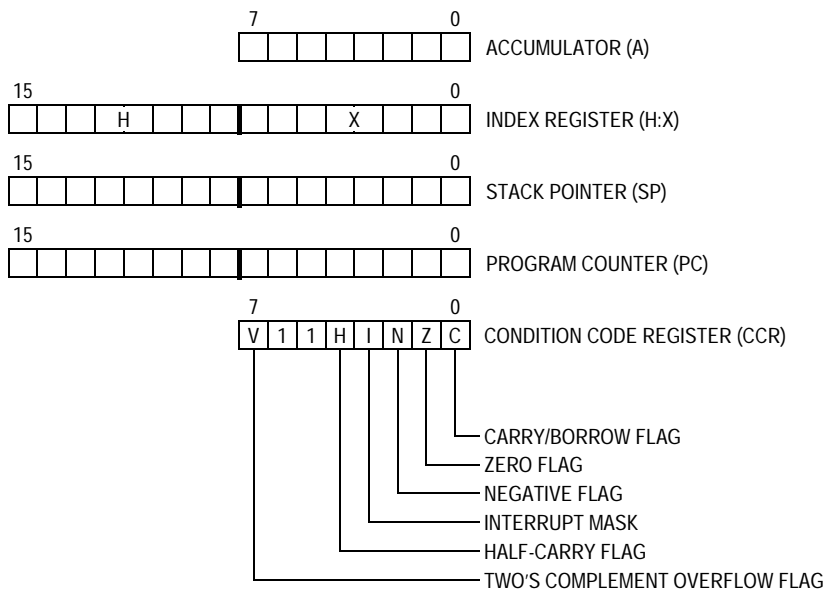 7 0
ACCUMULATOR (A)
15 0
H X INDEX REGISTER (H:X)
15 0
STACK POINTER (SP)
15 0
PROGRAM COUNTER (PC)
7 0
V 1 1 H I N Z C CONDITION CODE REGISTER (CCR)
CARRY/BORROW FLAG
ZERO FLAG
NEGATIVE FLAG
INTERRUPT MASK
HALF-CARRY FLAG
TWO'S COMPLEMENT OVERFLOW FLAG